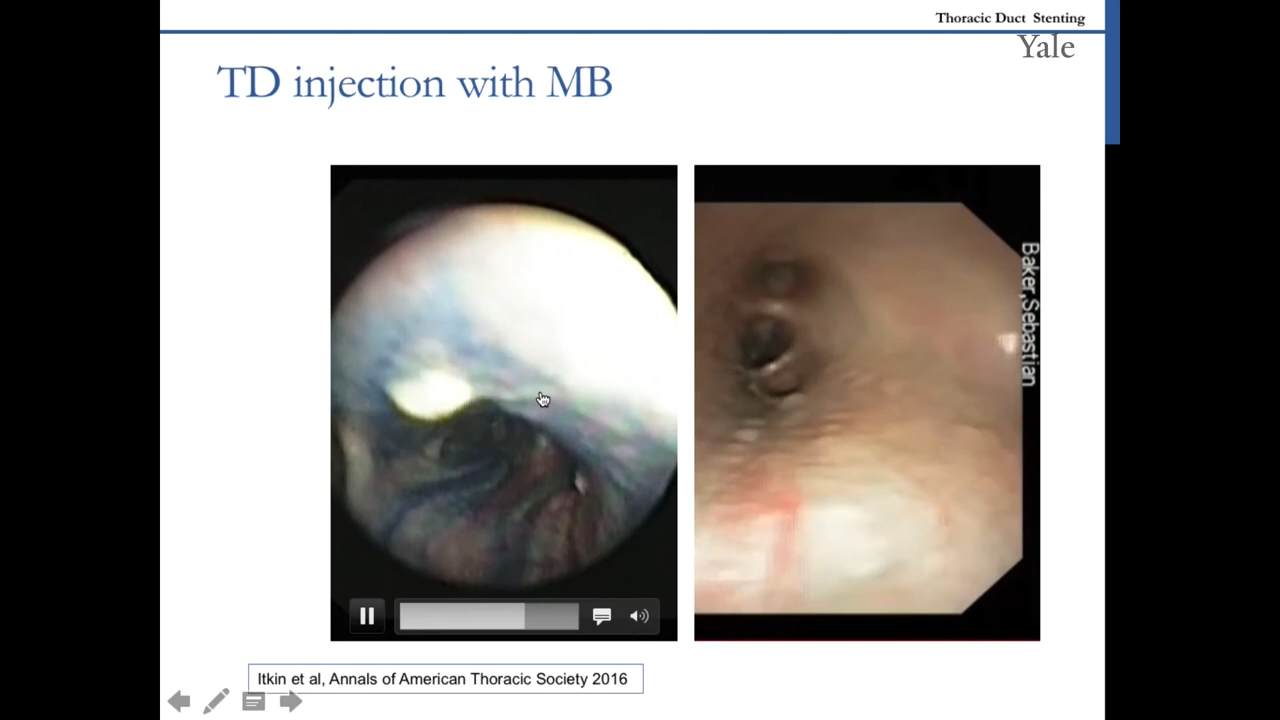 Thoracic Duct Stenting
Yale
TD injection with MB
Baker,Sebastian
Itkin et al, Annals of American Thoracic Society 2016